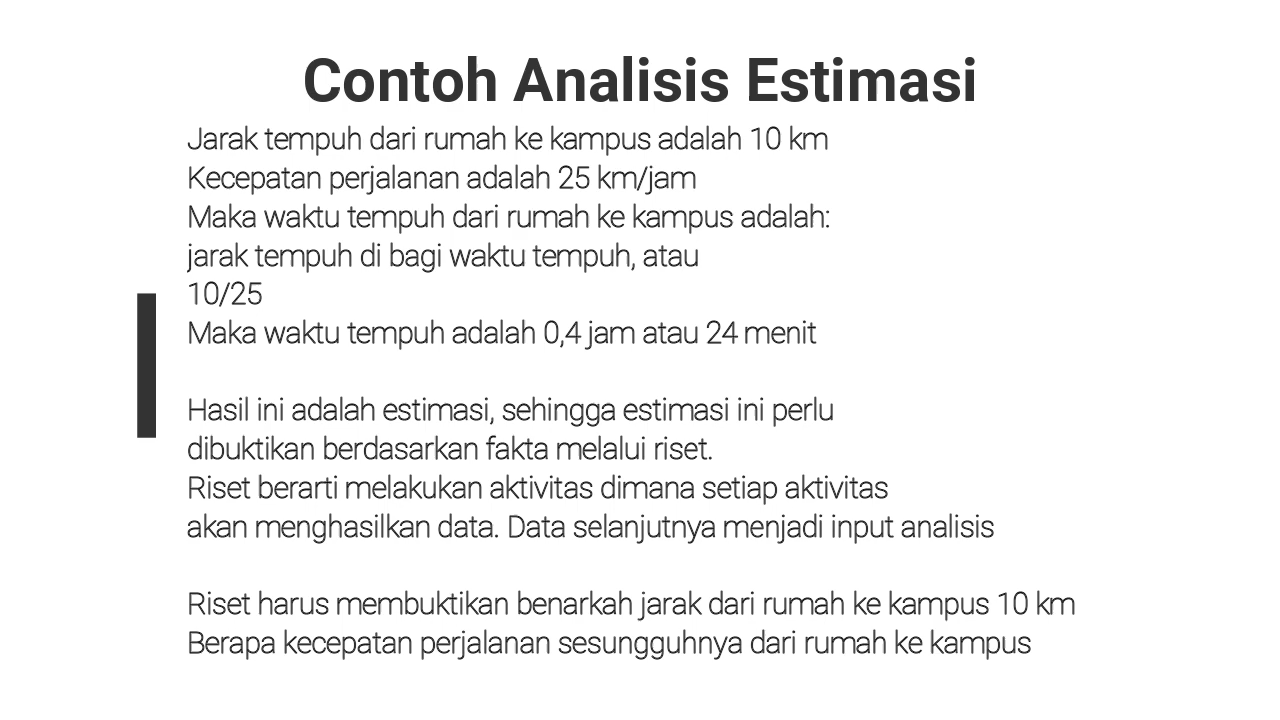 Contoh Analisis Estimasi
Jarak tempuh dari rumah ke kampus adalah 10 km
Kecepatan perjalanan adalah 25 km/jam
Maka waktu tempuh dari rumah ke kampus adalah:
jarak tempuh di bagi waktu tempuh, atau
10/25
Maka waktu tempuh adalah 0,4 jam atau 24 menit
Hasil ini adalah estimasi, sehingga estimasi ini perlu
dibuktikan berdasarkan fakta melalui riset.
Riset berarti melakukan aktivitas dimana setiap aktivitas
akan menghasilkan data. Data selanjutnya menjadi input analisis
Riset harus membuktikan benarkah jarak dari rumah ke kampus 10 km
Berapa kecepatan perjalanan sesungguhnya dari rumah ke kampus